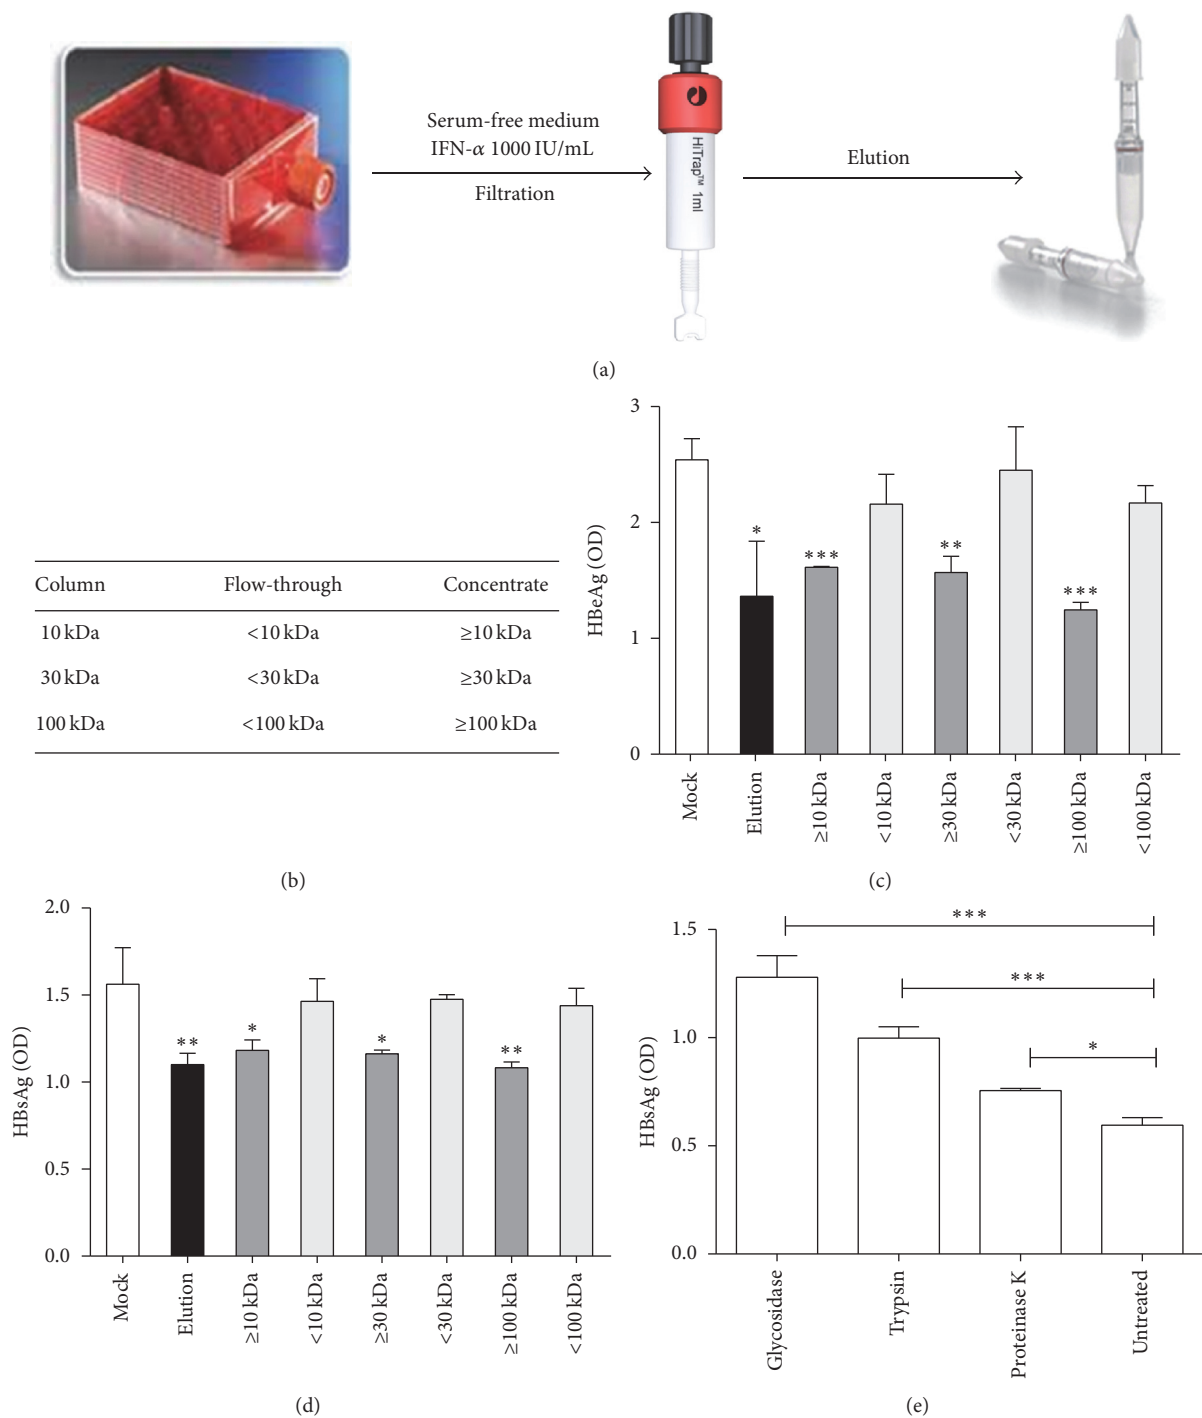 Serum-free medium
IFN-α 1000 IU/mL
Filtration
HiTrap™ 1ml
Elution
(a)
Column Flow-through Concentrate
10 kDa <10 kDa ≥10 kDa
30 kDa <30 kDa ≥30 kDa
100 kDa <100 kDa ≥100 kDa
(b)
HBeAg (OD)
3
2
1
0
*
***
**
***
Mock
Elution
≥10 kDa
<10 kDa
≥30 kDa
<30 kDa
≥100 kDa
<100 kDa
(c)
HBsAg (OD)
2.0
1.5
1.0
0.5
0.0
**
*
*
**
Mock
Elution
≥10 kDa
<10 kDa
≥30 kDa
<30 kDa
≥100 kDa
<100 kDa
(d)
HBsAg (OD)
1.5
1.0
0.5
0.0
***
***
*
Glycosidase
Trypsin
Proteinase K
Untreated
(e)